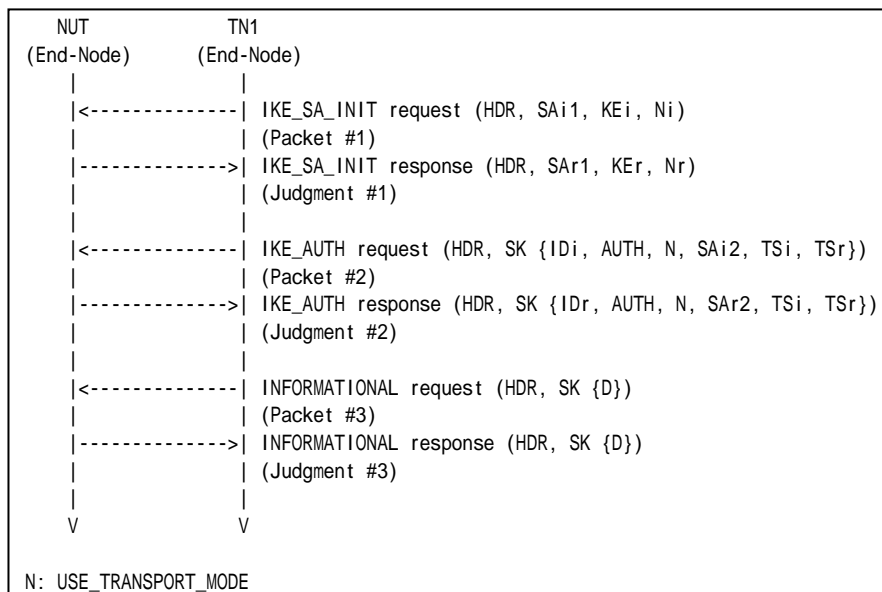 NUT TN1
(End-Node) (End-Node)
| |
|<--------------| IKE_SA_INIT request (HDR, SAi1, KEi, Ni)
| | (Packet #1)
|-------------->| IKE_SA_INIT response (HDR, SAr1, KEr, Nr)
| | (Judgment #1)
| |
|<--------------| IKE_AUTH request (HDR, SK {IDi, AUTH, N, SAi2, TSi, TSr})
| | (Packet #2)
|-------------->| IKE_AUTH response (HDR, SK {IDr, AUTH, N, SAr2, TSi, TSr})
| | (Judgment #2)
| |
|<--------------| INFORMATIONAL request (HDR, SK {D})
| | (Packet #3)
|-------------->| INFORMATIONAL response (HDR, SK {D})
| | (Judgment #3)
| |
V V
N: USE_TRANSPORT_MODE